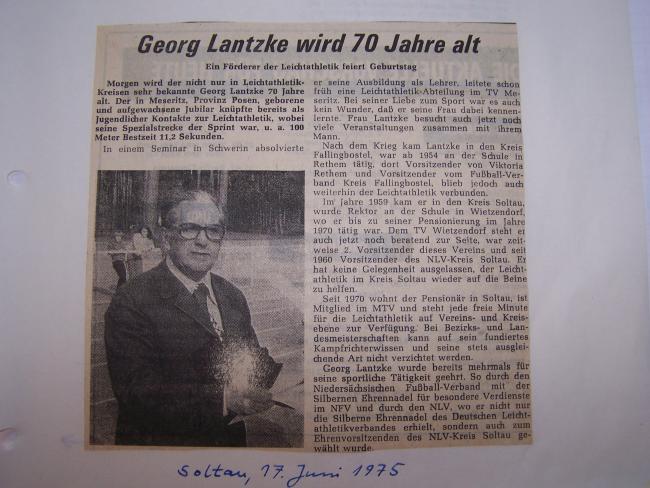 Georg Lantzke wird 70 Jahre alt
Ein Förderer der Leichtathletik feiert Geburtstag
Morgen wird der nicht nur in Leichtathletik-
Kreisen sehr bekannte Georg Lantzke 70 Jahre
alt. Der in Meseritz, Provinz Posen, geborene
und aufgewachsene Jubilar knüpfte bereits als
Jugendlicher Kontakte zur Leichtathletik, wobei
seine Spezialstrecke der Sprint war, u. a. 100
Meter Bestzeit 11,2 Sekunden.
In einem Seminar in Schwerin absolvierte
er seine Ausbildung als Lehrer, leitete schon
früh eine Leichtathletik-Abteilung im TV Me-
seritz. Bei seiner Liebe zum Sport war es auch
kein Wunder, daß er seine Frau dabei kennen-
lernte. Frau Lantzke besucht auch jetzt noch
viele Veranstaltungen zusammen mit ihrem
Mann.
Nach dem Krieg kam Lantzke in den Kreis
Fallingbostel, war ab 1954 an der Schule in
Rethem tätig, dort Vorsitzender von Viktoria
Rethem und Vorsitzender vom Fußball-Ver-
band Kreis Fallingbostel, blieb jedoch auch
weiterhin der Leichtathletik verbunden.
Im Jahre 1959 kam er in den Kreis Soltau,
wurde Rektor an der Schule in Wietzendorf,
wo er bis zu seiner Pensionierung im Jahre
1970 tätig war. Dem TV Wietzendorf steht er
auch jetzt noch beratend zur Seite, war zeit-
weise 2. Vorsitzender dieses Vereins und seit
1960 Vorsitzender des NLV-Kreis Soltau. Er
hat keine Gelegenheit ausgelassen, der Leicht-
athletik im Kreis Soltau wieder auf die Beine
zu helfen.
Seit 1970 wohnt der Pensionär in Soltau, ist
Mitglied im MTV und steht jede freie Minute
für die Leichtathletik auf Vereins- und Kreis-
ebene zur Verfügung. Bei Bezirks- und Lan-
desmeisterschaften kann auf sein fundiertes
Kampfrichterwissen und seine stets ausglei-
chende Art nicht verzichtet werden.
Georg Lantzke wurde bereits mehrmals für
seine sportliche Tätigkeit geehrt. So durch den
Niedersächsischen Fußball-Verband mit der
Silbernen Ehrennadel für besondere Verdienste
im NFV und durch den NLV, wo er nicht nur
die Silberne Ehrennadel des Deutschen Leicht-
athletikverbandes erhielt, sondern auch zum
Ehrenvorsitzenden des NLV-Kreis Soltau ge-
wählt wurde.
Soltau, 17. Juni 1975